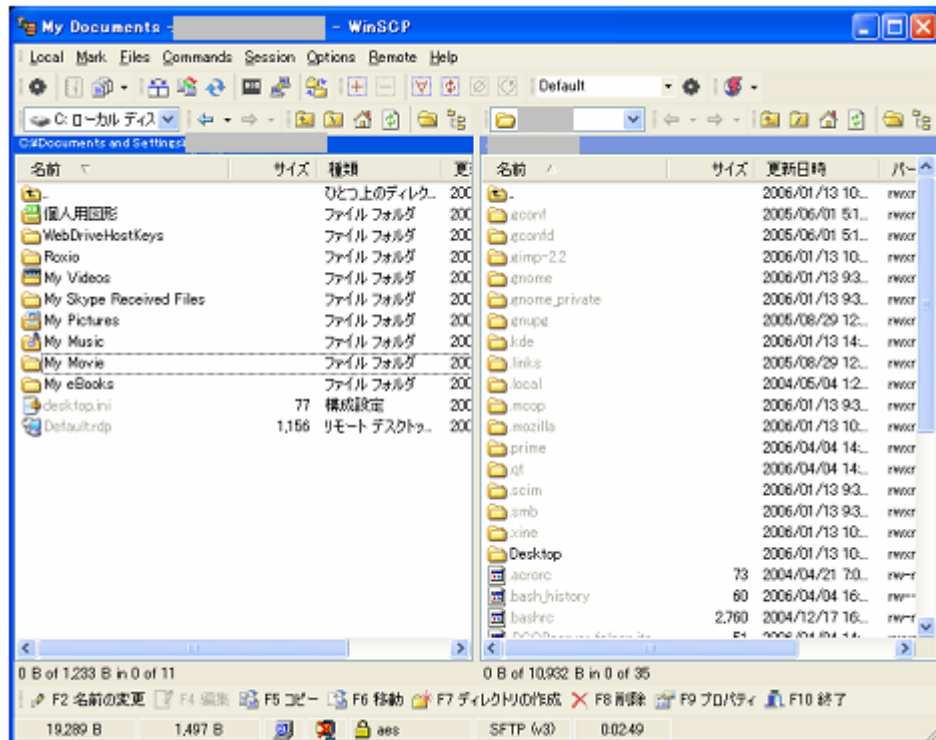 My Documents - - WinSCP
Local Mark Files Commands Session Options Remote Help
Default
C: ローカル ディス
C:¥Documents and Settings¥
名前 サイズ 種類 更
ひとつ上のディレク...
個人用図形 ファイル フォルダ 200
WebDriveHostKeys ファイル フォルダ 200
Roxio ファイル フォルダ 200
My Videos ファイル フォルダ 200
My Skype Received Files ファイル フォルダ 200
My Pictures ファイル フォルダ 200
My Music ファイル フォルダ 200
My Movie ファイル フォルダ 200
My eBooks ファイル フォルダ 200
desktop.ini 77 構成設定 200
Default.rdp 1,156 リモート デスクトッ... 200
0 B of 1,233 B in 0 of 11
名前 サイズ 更新日時 パー
.. 2006/01/13 10:...
.gconf 2005/06/01 5:1...
.gconfd 2005/06/01 5:1...
.gimp-2.2 2006/01/13 10:...
.gnome 2006/01/13 9:3...
.gnome_private 2006/01/13 9:3...
.gnupg 2005/08/29 12:...
.kde 2006/01/13 14:...
.links 2005/08/29 12:...
.local 2004/05/04 1:2...
.mcop 2006/01/13 9:3...
.mozilla 2006/01/13 10:...
.prime 2006/04/04 14:...
.qt 2006/04/04 14:...
.scim 2006/01/13 9:3...
.smb 2006/01/13 9:3...
.xine 2006/01/13 10:...
Desktop 2006/01/13 10:...
.acrorc 73 2004/04/21 7:0...
.bash_history 60 2006/04/04 16:...
.bashrc 2,760 2004/12/17 16:...
0 B of 10,932 B in 0 of 35
F2 名前の変更 F4 編集 F5 コピー F6 移動 F7 ディレクトリの作成 F8 削除 F9 プロパティ F10 終了
19,289 B 1,497 B aes SFTP (v3) 0:02:49